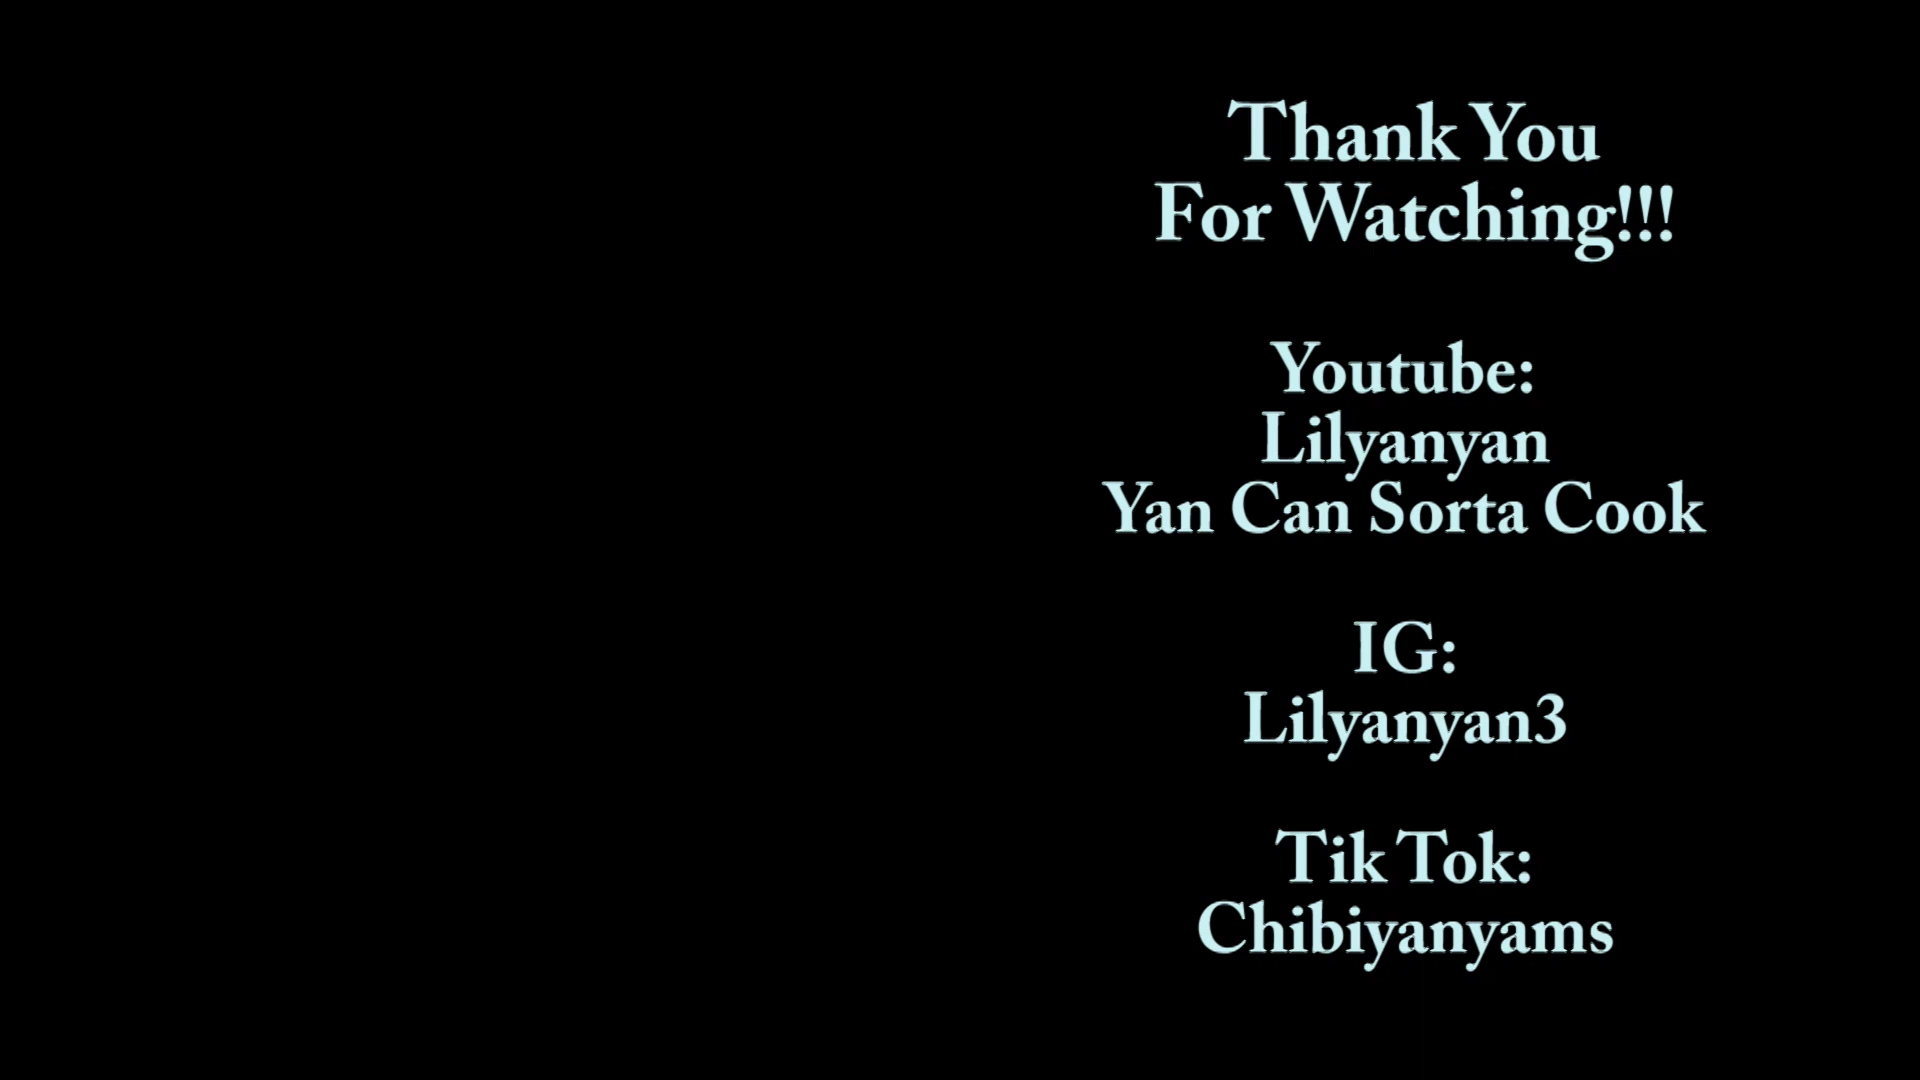 Thank You
For Watching!!!
Youtube:
Lilyanyan
Yan Can Sorta Cook
IG:
Lilyanyan3
Tik Tok:
Chibiyanyams